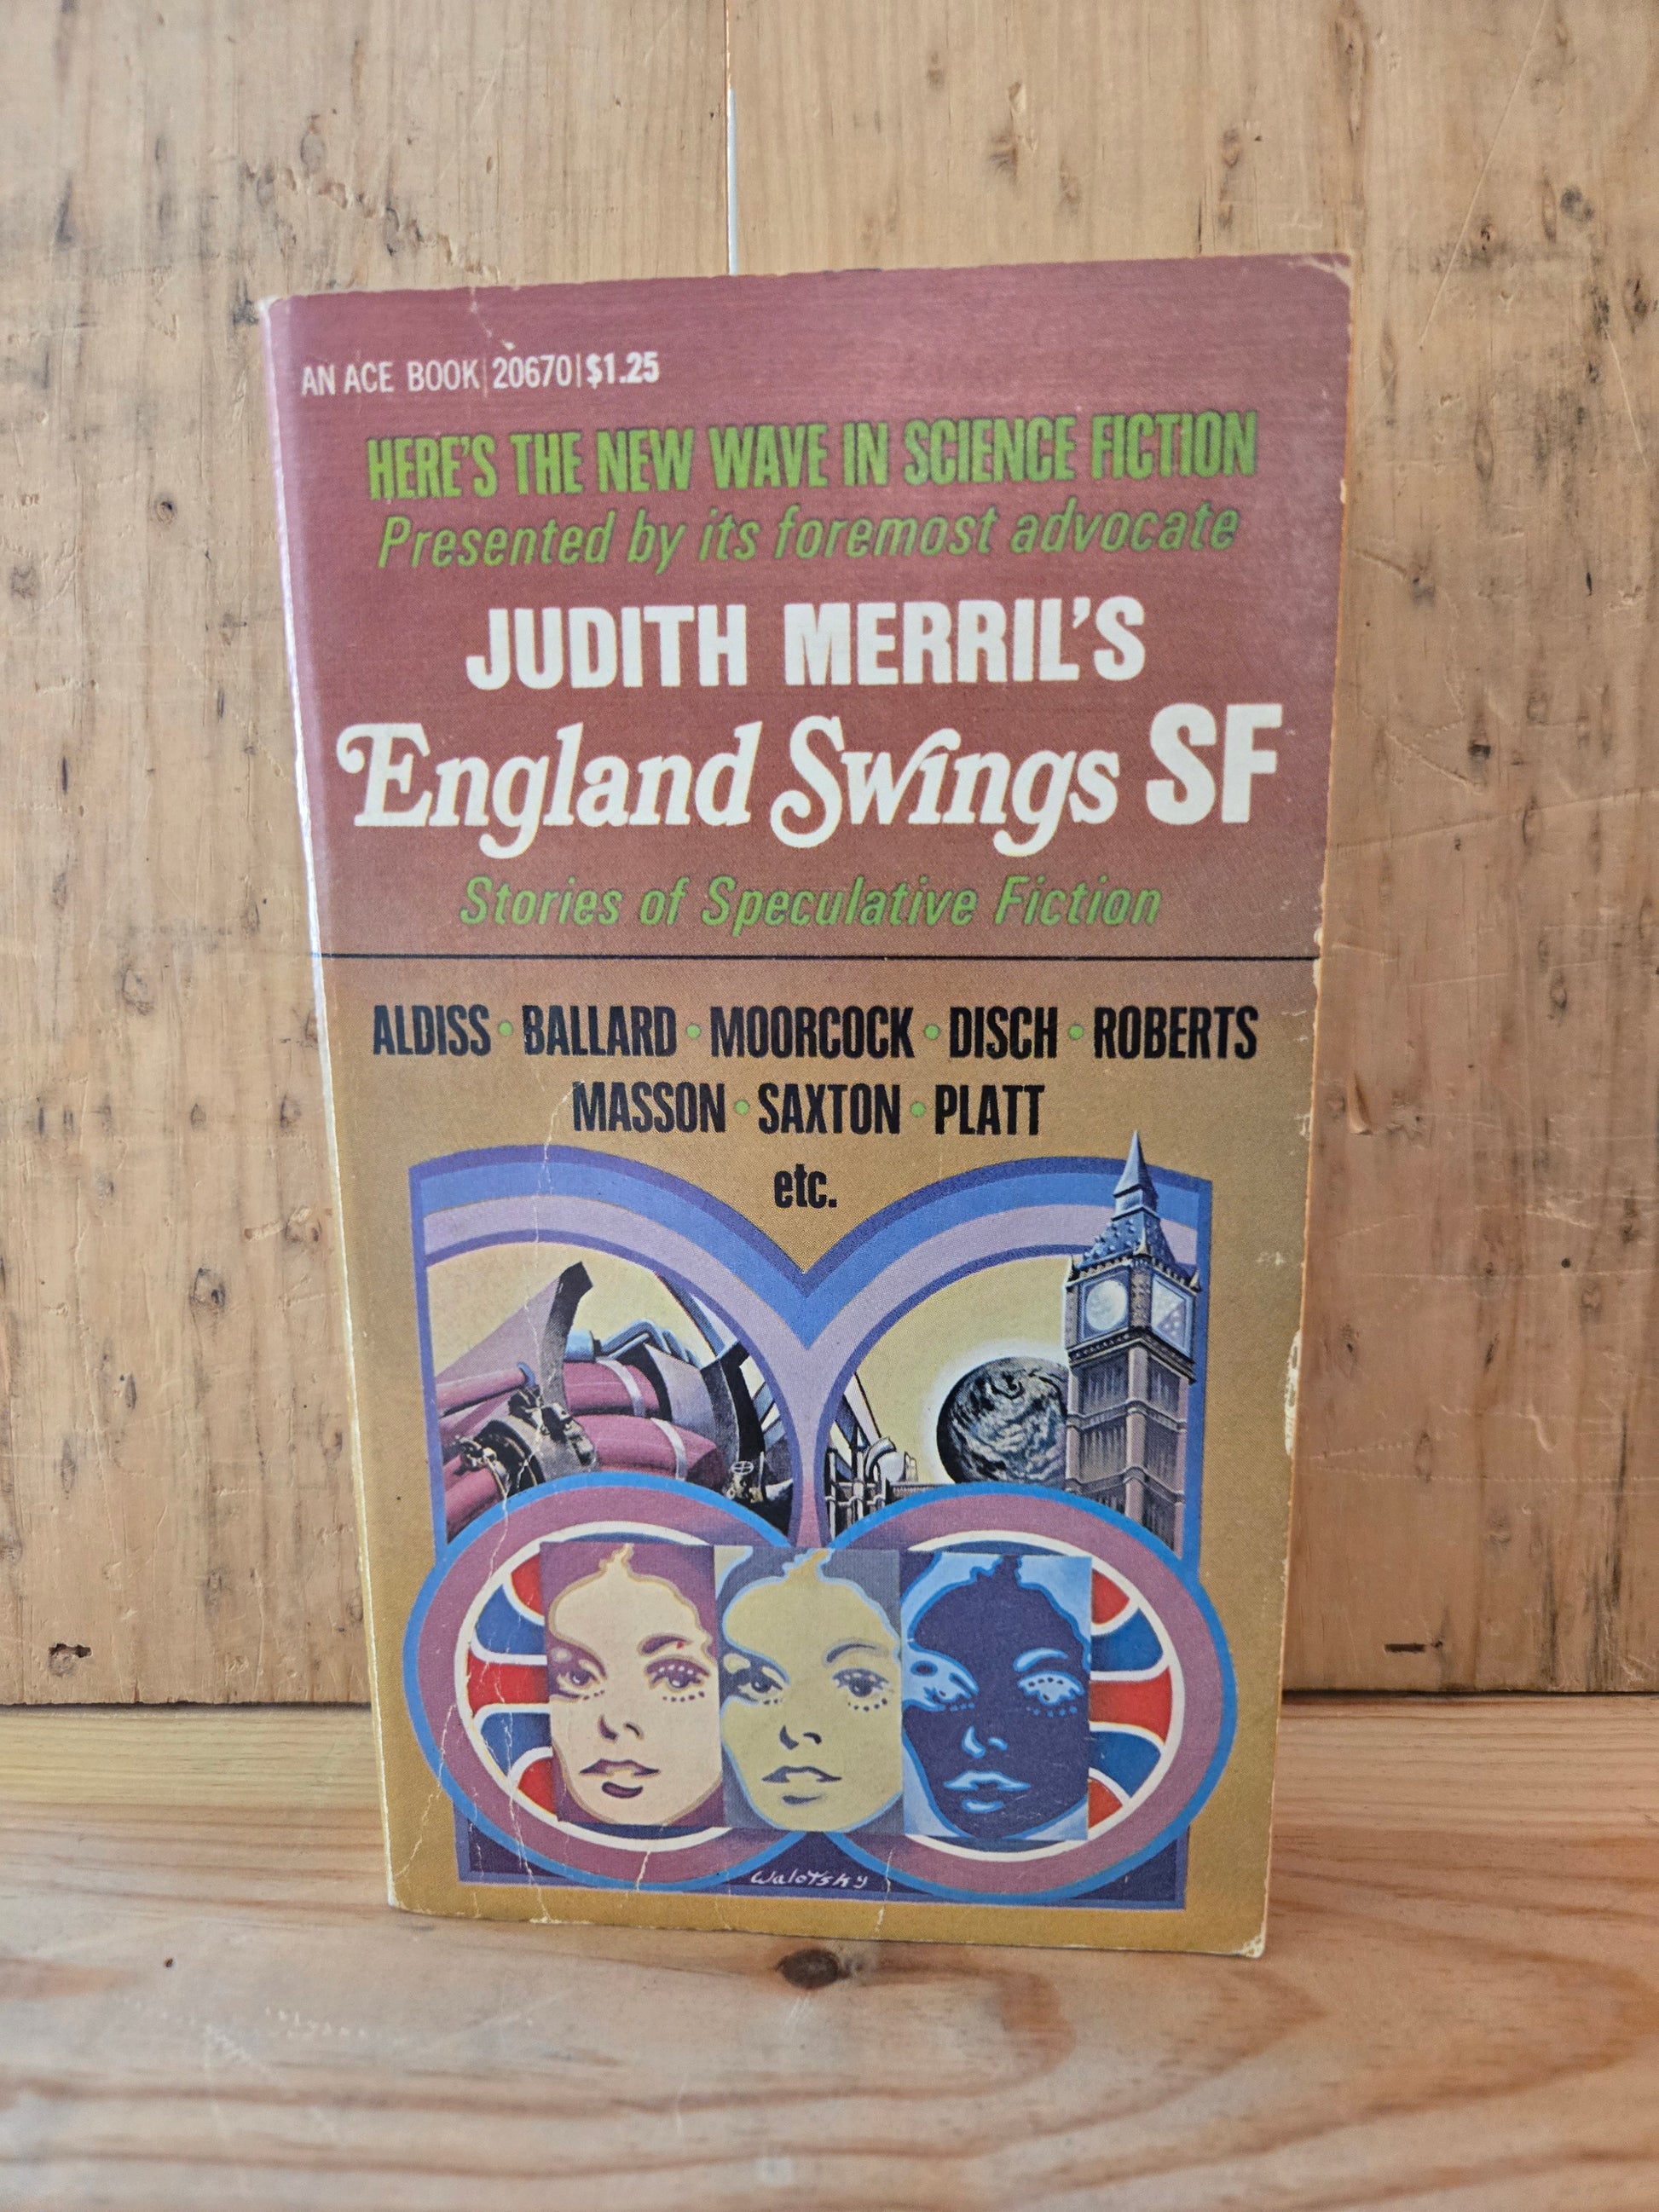 AN ACE BOOK | 20670 | $1.25
HERE'S THE NEW WAVE IN SCIENCE FICTION
Presented by its foremost advocate
JUDITH MERRIL'S
England Swings SF
Stories of Speculative Fiction
ALDISS • BALLARD • MOORCOCK • DISCH • ROBERTS
MASSON • SAXTON • PLATT
etc.
Walotsky